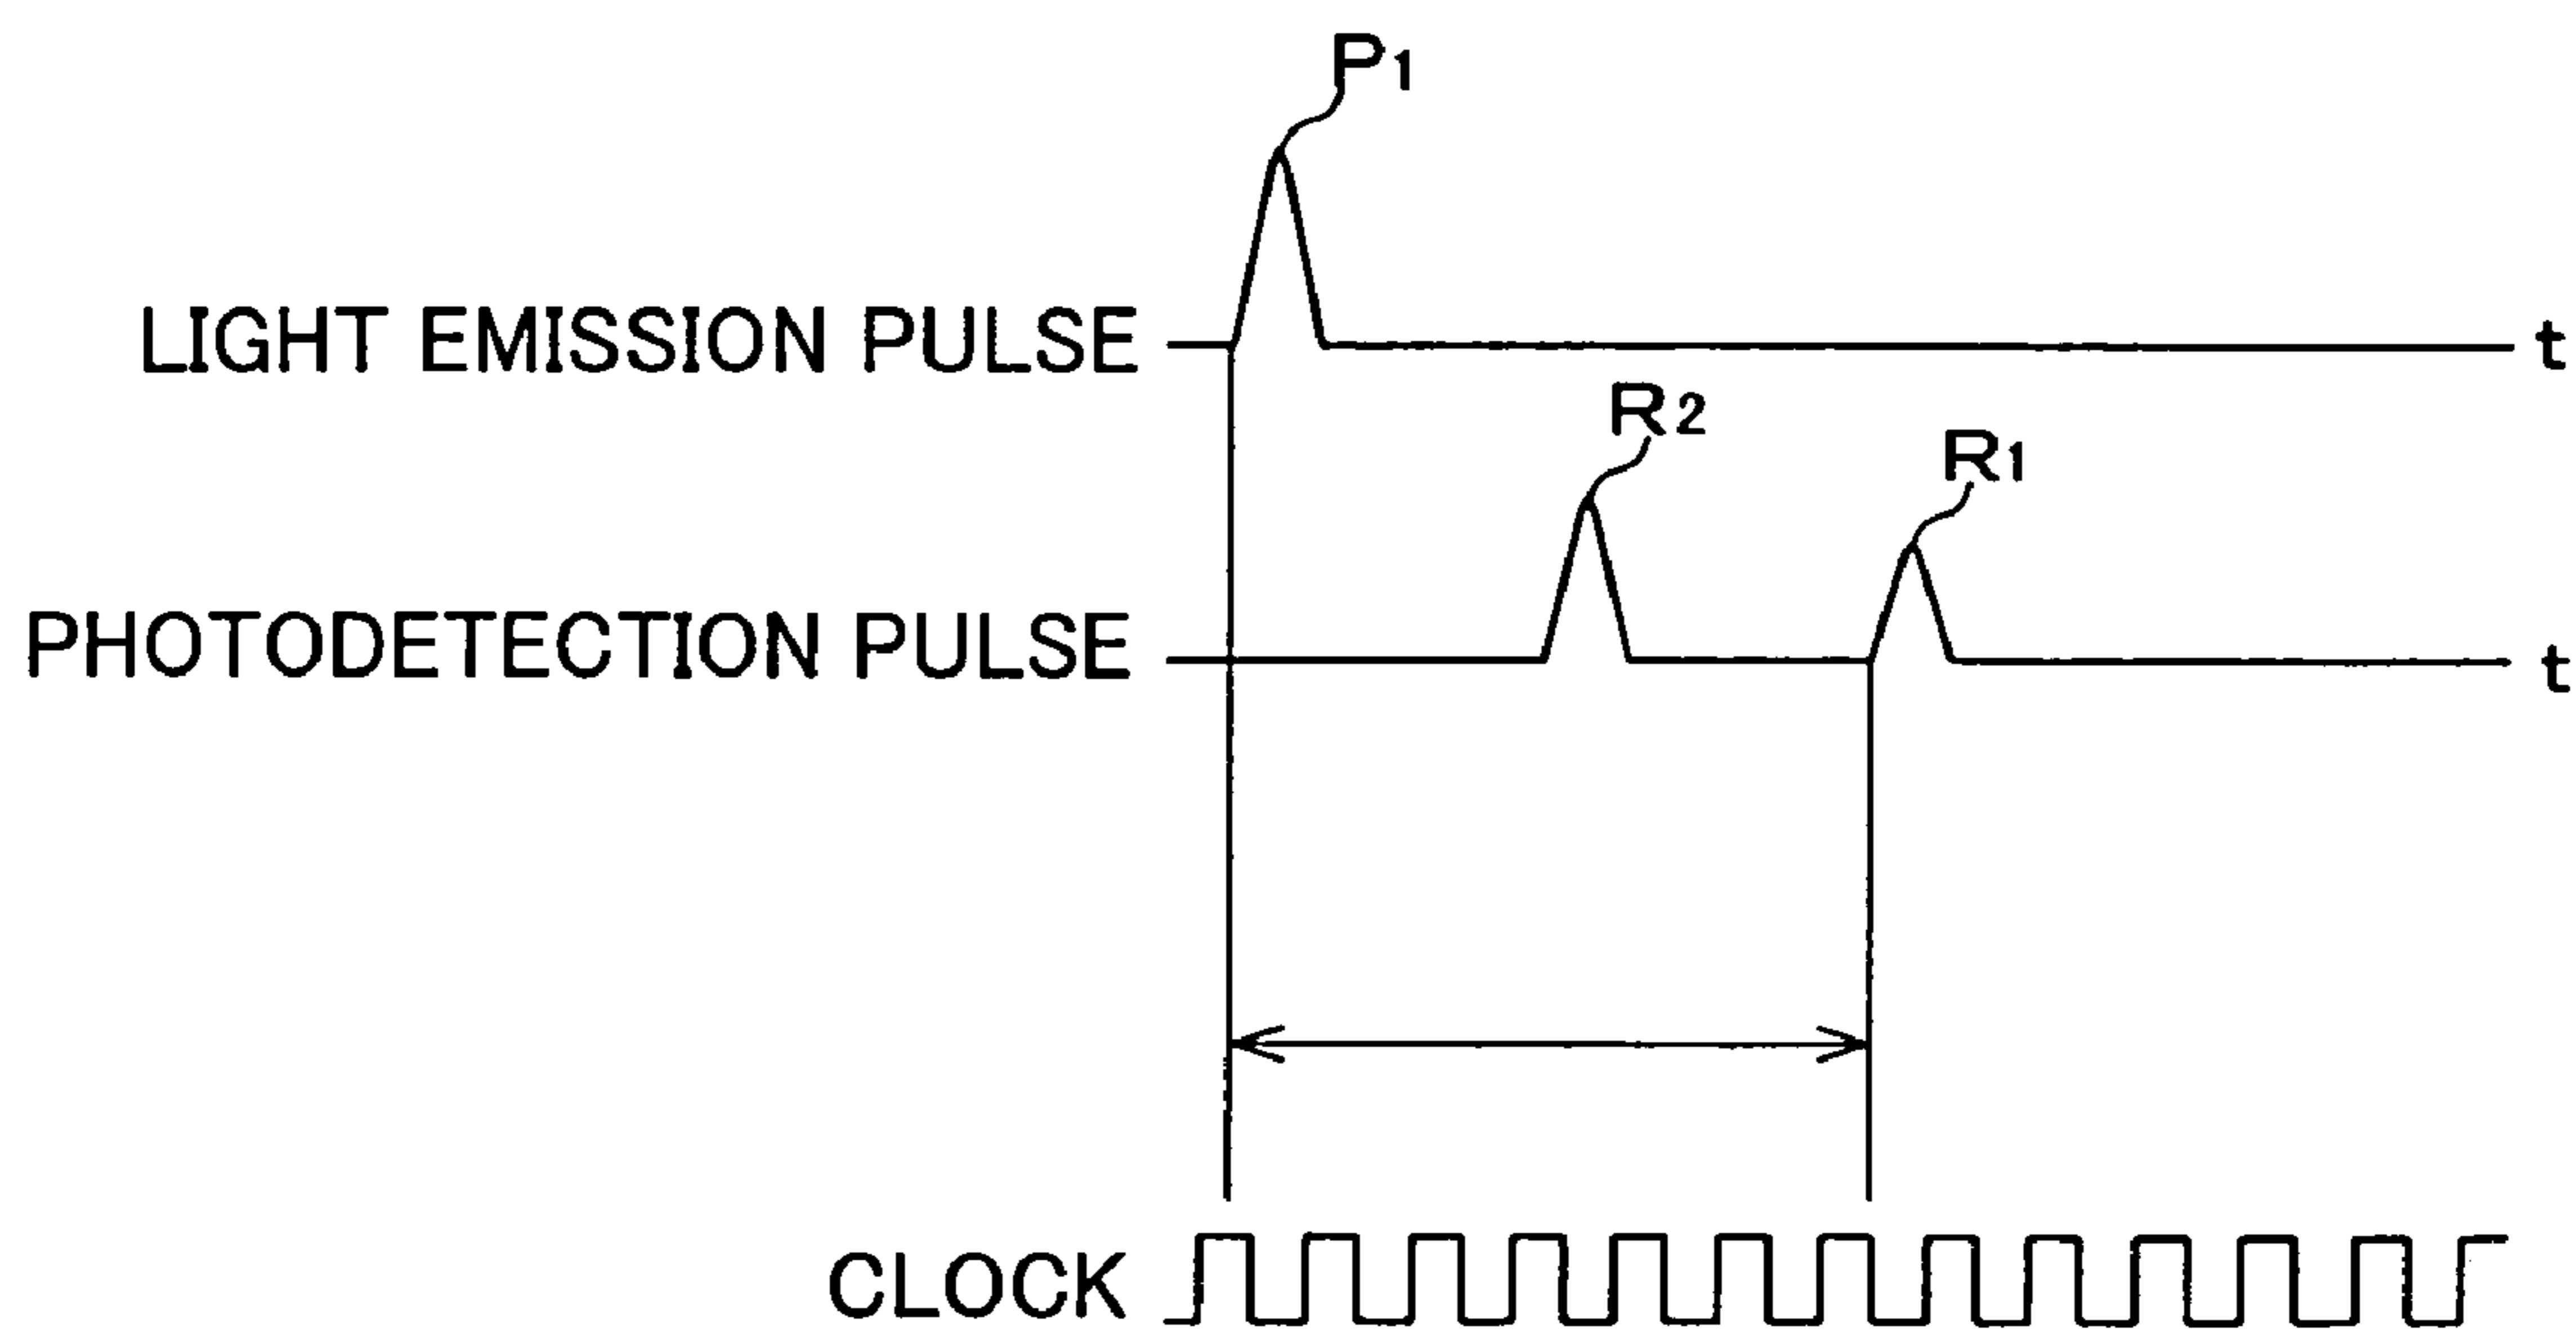 P1
LIGHT EMISSION PULSE t
R2
R1
PHOTODETECTION PULSE t
CLOCK